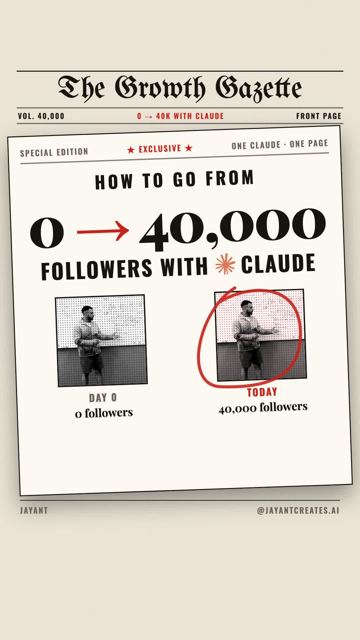 The Growth Gazette
VOL. 40,000 0 → 40K WITH CLAUDE FRONT PAGE
SPECIAL EDITION ★ EXCLUSIVE ★ ONE CLAUDE · ONE PAGE
HOW TO GO FROM
0 → 40,000
FOLLOWERS WITH CLAUDE
DAY 0 TODAY
0 followers 40,000 followers
JAYANT @JAYANTCREATES.AI